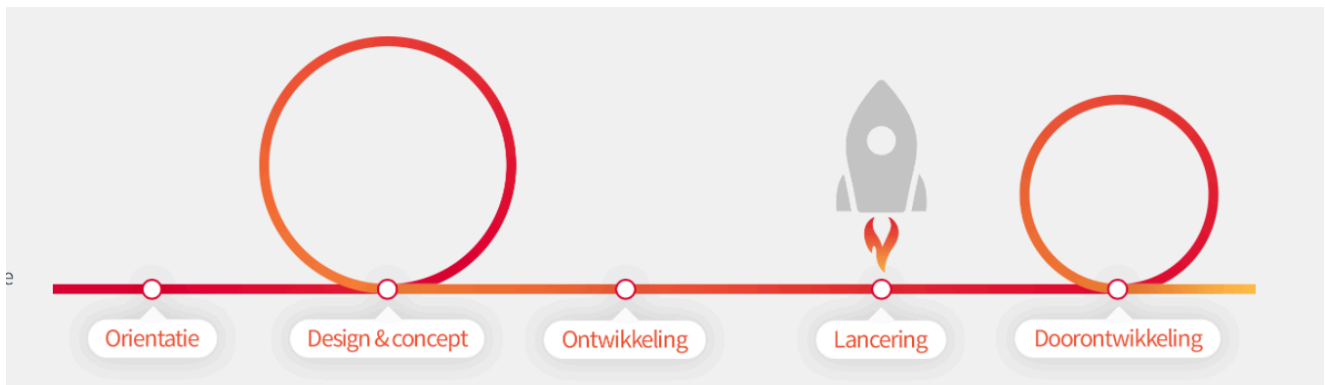 e
Orientatie
Design & concept
Ontwikkeling
Lancering
Doorontwikkeling